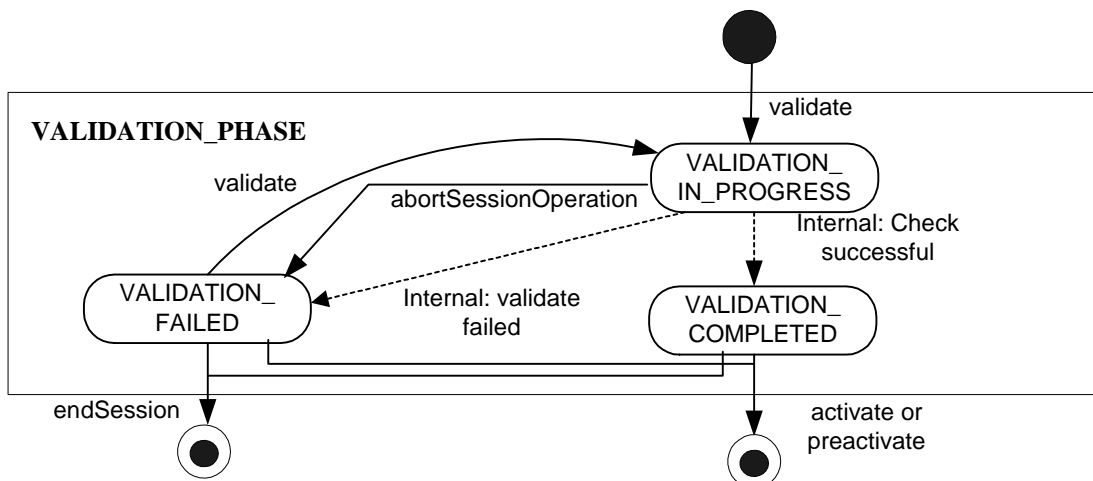 validate
VALIDATION_PHASE
VALIDATION_
IN_PROGRESS
validate
abortSessionOperation
Internal: Check
successful
VALIDATION_
FAILED
Internal: validate
failed
VALIDATION_
COMPLETED
endSession
activate or
preactivate